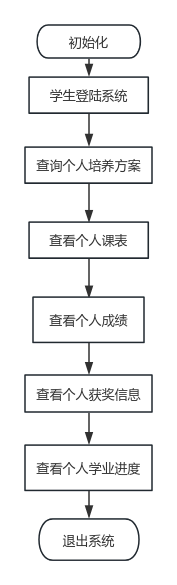 初始化
学生登陆系统
查询个人培养方案
查看个人课表
查看个人成绩
查看个人获奖信息
查看个人学业进度
退出系统